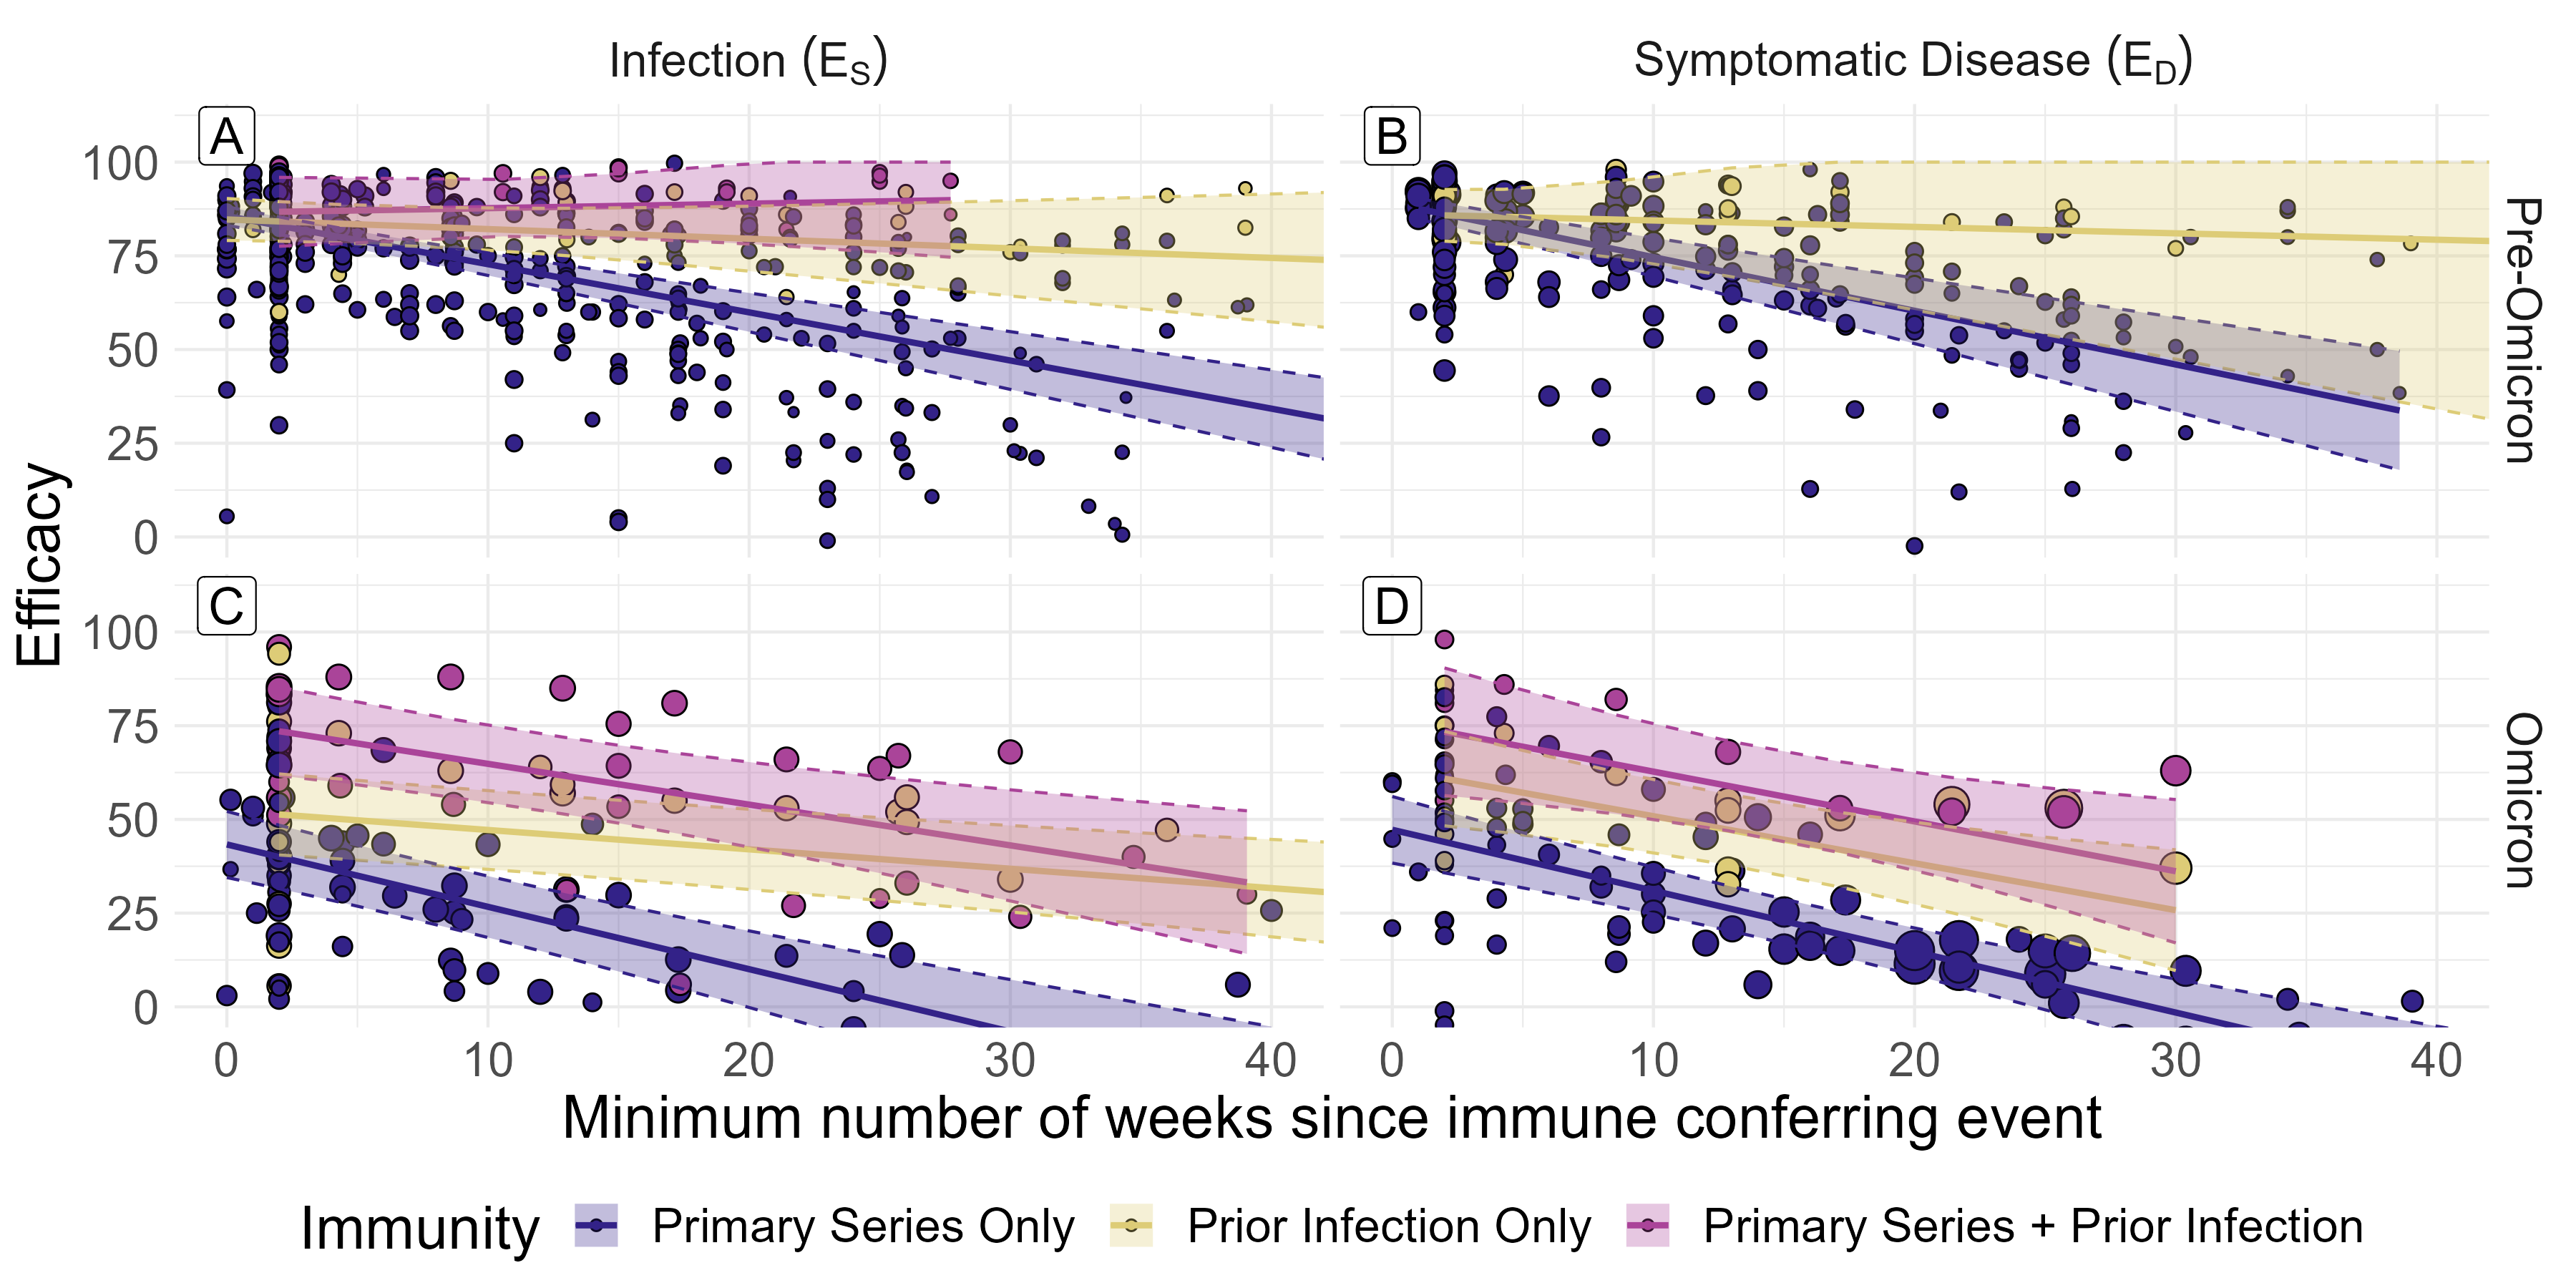 Infection (E_S)
Symptomatic Disease (E_D)
A
B
100
75
50
25
0
Pre-Omicron
Efficacy
C
D
100
75
50
25
0
Omicron
0 10 20 30 40
0 10 20 30 40
Minimum number of weeks since immune conferring event
Immunity Primary Series Only Prior Infection Only Primary Series + Prior Infection